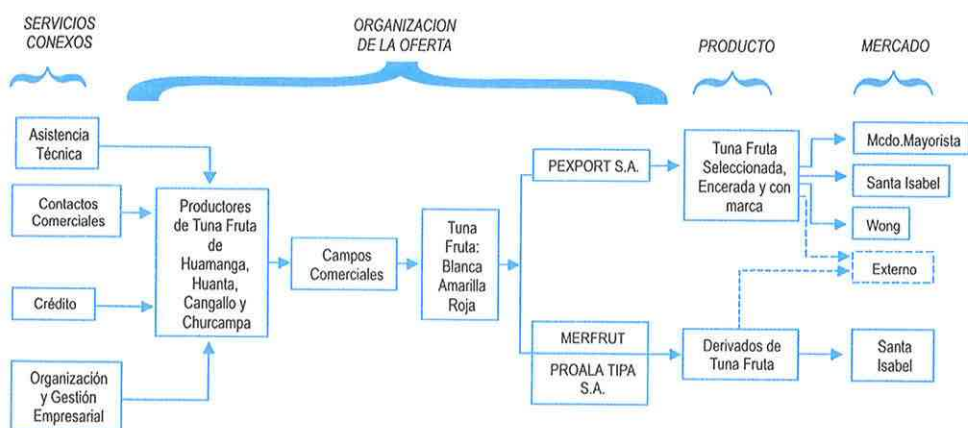 SERVICIOS
CONEXOS
ORGANIZACION
DE LA OFERTA
PRODUCTO
MERCADO
Asistencia
Técnica
Contactos
Comerciales
Crédito
Organización
y Gestión
Empresarial
Productores
de Tuna Fruta
de
Huamanga,
Huanta,
Cangallo y
Churcampa
Campos
Comerciales
Tuna
Fruta:
Blanca
Amarilla
Roja
PEXPORT S.A.
MERFRUT
PROALA TIPA
S.A.
Tuna Fruta
Seleccionada,
Encerada y con
marca
Derivados de
Tuna Fruta
Mcdo.Mayorista
Santa Isabel
Wong
Externo
Santa
Isabel